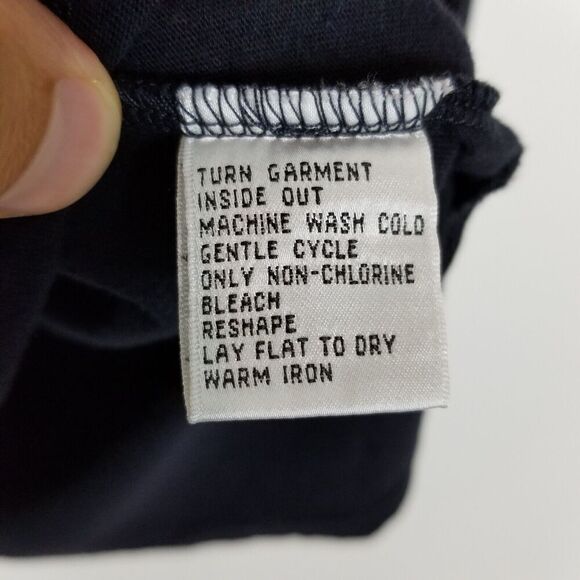 TURN GARMENT
INSIDE OUT
MACHINE WASH COLD
GENTLE CYCLE
ONLY NON-CHLORINE
BLEACH
RESHAPE
LAY FLAT TO DRY
WARM IRON